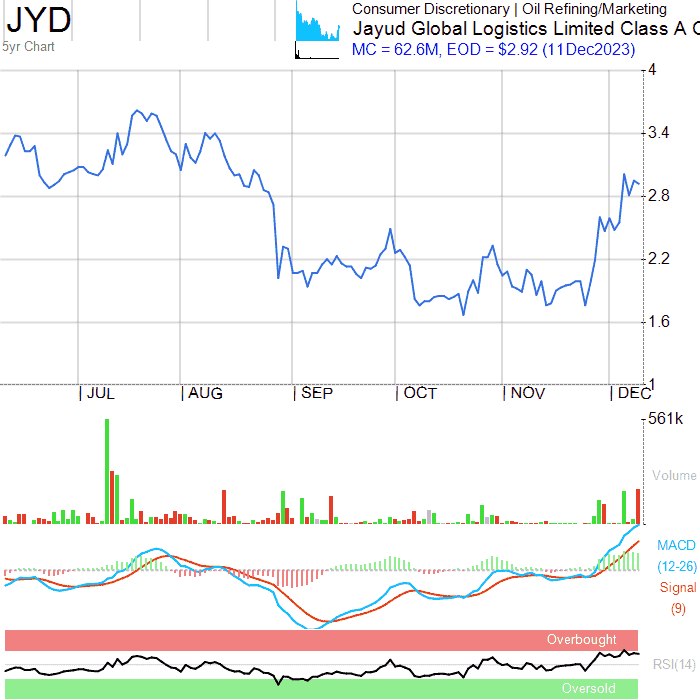 JYD
5yr Chart
Consumer Discretionary | Oil Refining/Marketing
Jayud Global Logistics Limited Class A
MC = 62.6M, EOD = $2.92 (11Dec2023)
4
3.4
2.8
2.2
1.6
1
JUL AUG SEP OCT NOV DEC
561k
Volume
MACD
(12-26)
Signal
(9)
Overbought
RSI(14)
Oversold